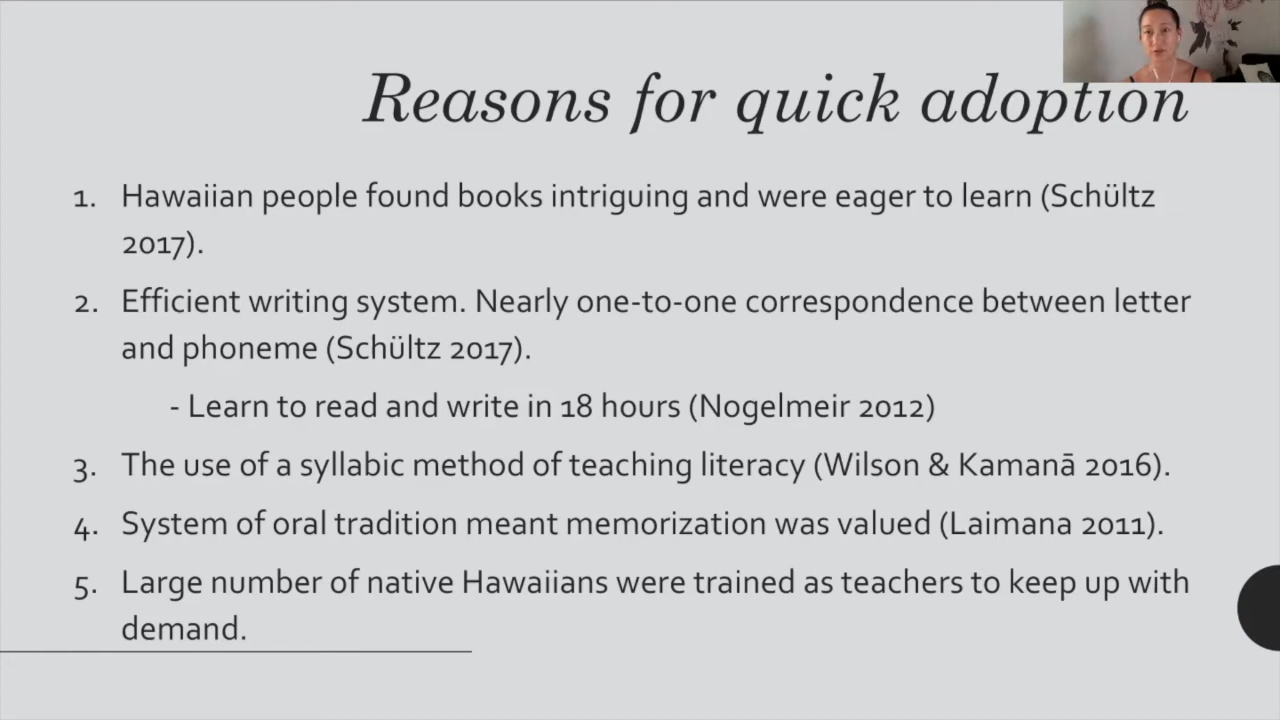 Reasons for quick adoption
1. Hawaiian people found books intriguing and were eager to learn (Schültz
2017).
2. Efficient writing system. Nearly one-to-one correspondence between letter
and phoneme (Schültz 2017).
- Learn to read and write in 18 hours (Nogelmeir 2012)
3. The use of a syllabic method of teaching literacy (Wilson & Kamanā 2016).
4. System of oral tradition meant memorization was valued (Laimana 2011).
5. Large number of native Hawaiians were trained as teachers to keep up with
demand.